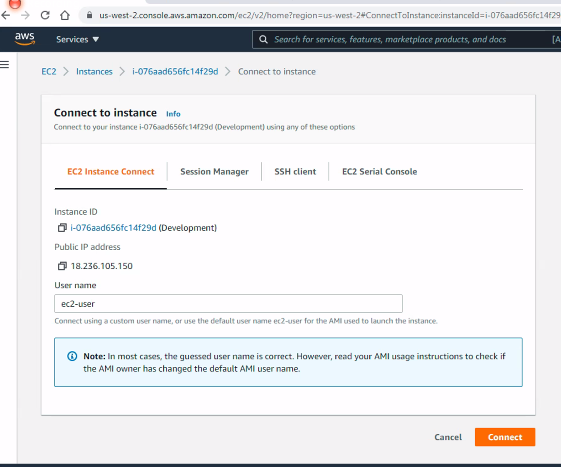 us-west-2.console.aws.amazon.com/ec2/v2/home?region=us-west-2#ConnectToInstance:instanceId=i-076aad656fc14f29
aws Services ▼ Search for services, features, marketplace products, and docs [A
EC2 > Instances > i-076aad656fc14f29d > Connect to instance
Connect to instance Info
Connect to your instance i-076aad656fc14f29d (Development) using any of these options
EC2 Instance Connect Session Manager SSH client EC2 Serial Console
Instance ID
i-076aad656fc14f29d (Development)
Public IP address
18.236.105.150
User name
ec2-user
Connect using a custom user name, or use the default user name ec2-user for the AMI used to launch the instance.
Note: In most cases, the guessed user name is correct. However, read your AMI usage instructions to check if
the AMI owner has changed the default AMI user name.
Cancel Connect